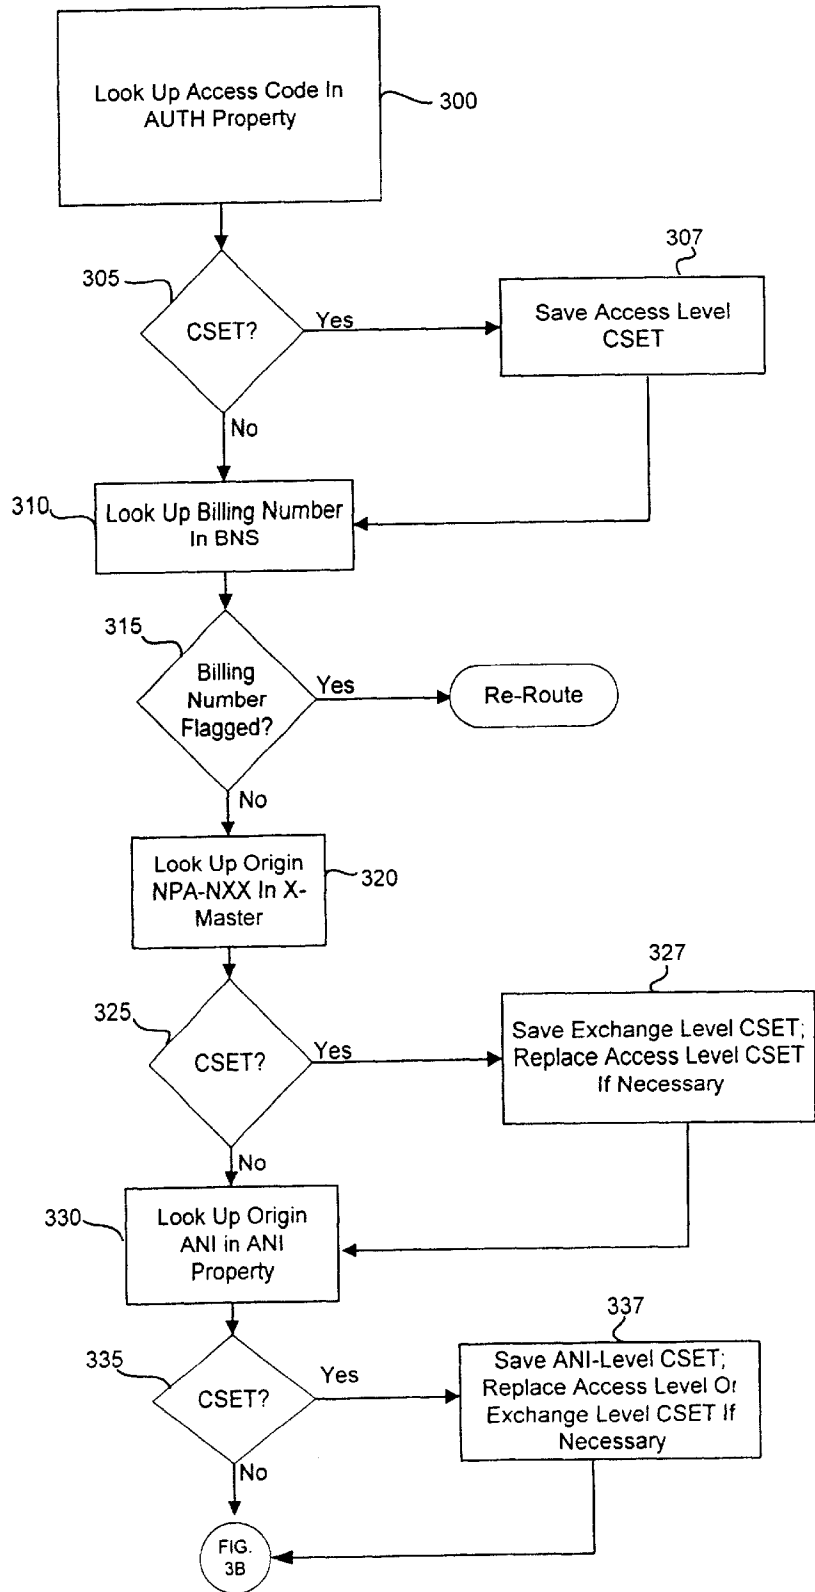 Look Up Access Code In
AUTH Property
300
305
CSET?
Yes
307
Save Access Level
CSET
No
310
Look Up Billing Number
In BNS
315
Billing
Number
Flagged?
Yes
Re-Route
No
Look Up Origin
NPA-NXX In X-
Master
320
325
CSET?
Yes
327
Save Exchange Level CSET;
Replace Access Level CSET
If Necessary
No
330
Look Up Origin
ANI in ANI
Property
335
CSET?
Yes
337
Save ANI-Level CSET;
Replace Access Level Or
Exchange Level CSET If
Necessary
No
FIG.
3B